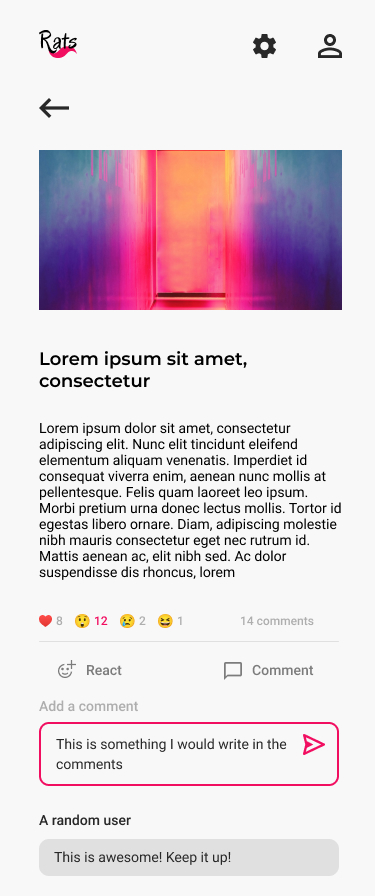 Rats
Lorem ipsum sit amet,
consectetur
Lorem ipsum dolor sit amet, consectetur
adipiscing elit. Nunc elit tincidunt eleifend
elementum aliquam venenatis. Imperdiet id
consequat viverra enim, aenean nunc mollis at
pellentesque. Felis quam laoreet leo ipsum.
Morbi pretium urna donec lectus mollis. Tortor id
egestas libero ornare. Diam, adipiscing molestie
nibh mauris consectetur eget nec rutrum id.
Mattis aenean ac, elit nibh sed. Ac dolor
suspendisse dis rhoncus, lorem
❤️ 8 😲 12 😢 2 😆 1 14 comments
React Comment
Add a comment
This is something I would write in the
comments
A random user
This is awesome! Keep it up!